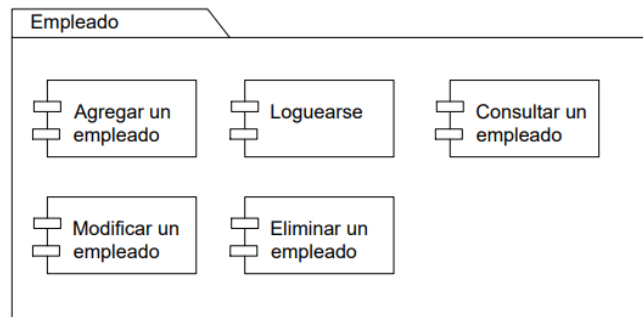 Empleado
Agregar un
empleado
Loguearse
Consultar un
empleado
Modificar un
empleado
Eliminar un
empleado